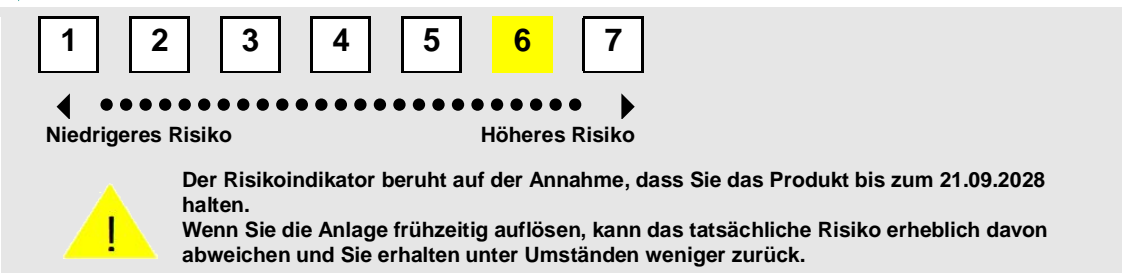 1 2 3 4 5 6 7
Niedrigeres Risiko Höheres Risiko
!
Der Risikoindikator beruht auf der Annahme, dass Sie das Produkt bis zum 21.09.2028
halten.
Wenn Sie die Anlage frühzeitig auflösen, kann das tatsächliche Risiko erheblich davon
abweichen und Sie erhalten unter Umständen weniger zurück.